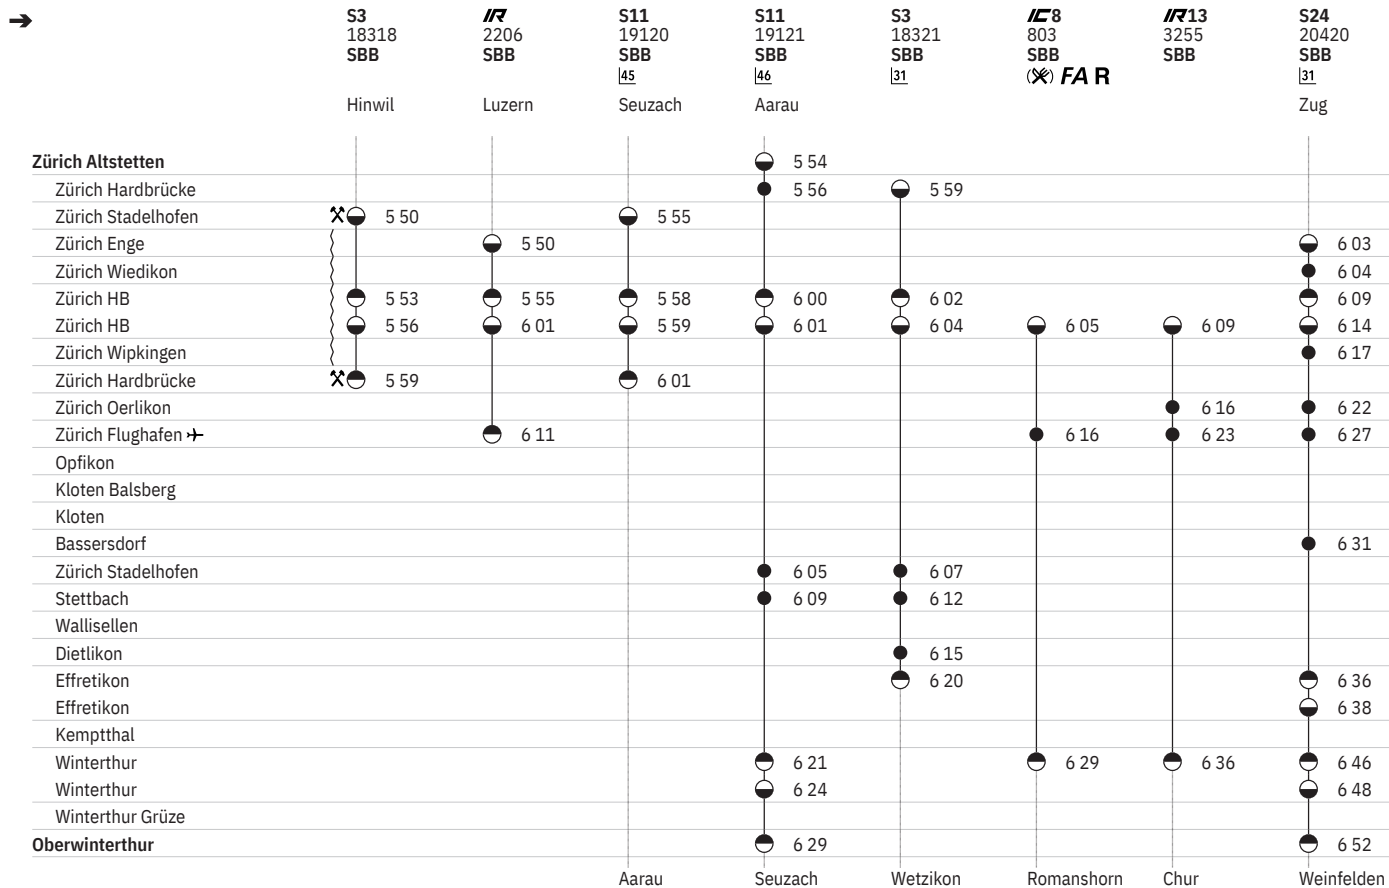 S3 IR S11 S11 S3 IC8 IR13 S24
18318 2206 19120 19121 18321 803 3255 20420
SBB SBB SBB SBB SBB SBB SBB SBB
45 46 31 FA R 31
Hinwil Luzern Seuzach Aarau Zug
Zürich Altstetten 5 54
Zürich Hardbrücke 5 56 5 59
Zürich Stadelhofen 5 50 5 55
Zürich Enge 5 50 6 03
Zürich Wiedikon 6 04
Zürich HB 5 53 5 55 5 58 6 00 6 02 6 09
Zürich HB 5 56 6 01 5 59 6 01 6 04 6 05 6 09 6 14
Zürich Wipkingen 6 17
Zürich Hardbrücke 5 59 6 01
Zürich Oerlikon 6 16 6 22
Zürich Flughafen 6 11 6 16 6 23 6 27
Opfikon
Kloten Balsberg
Kloten
Bassersdorf 6 31
Zürich Stadelhofen 6 05 6 07
Stettbach 6 09 6 12
Wallisellen
Dietlikon 6 15
Effretikon 6 20 6 36
Effretikon 6 38
Kemptthal
Winterthur 6 21 6 29 6 36 6 46
Winterthur 6 24 6 48
Winterthur Grüze
Oberwinterthur 6 29 6 52
Aarau Seuzach Wetzikon Romanshorn Chur Weinfelden